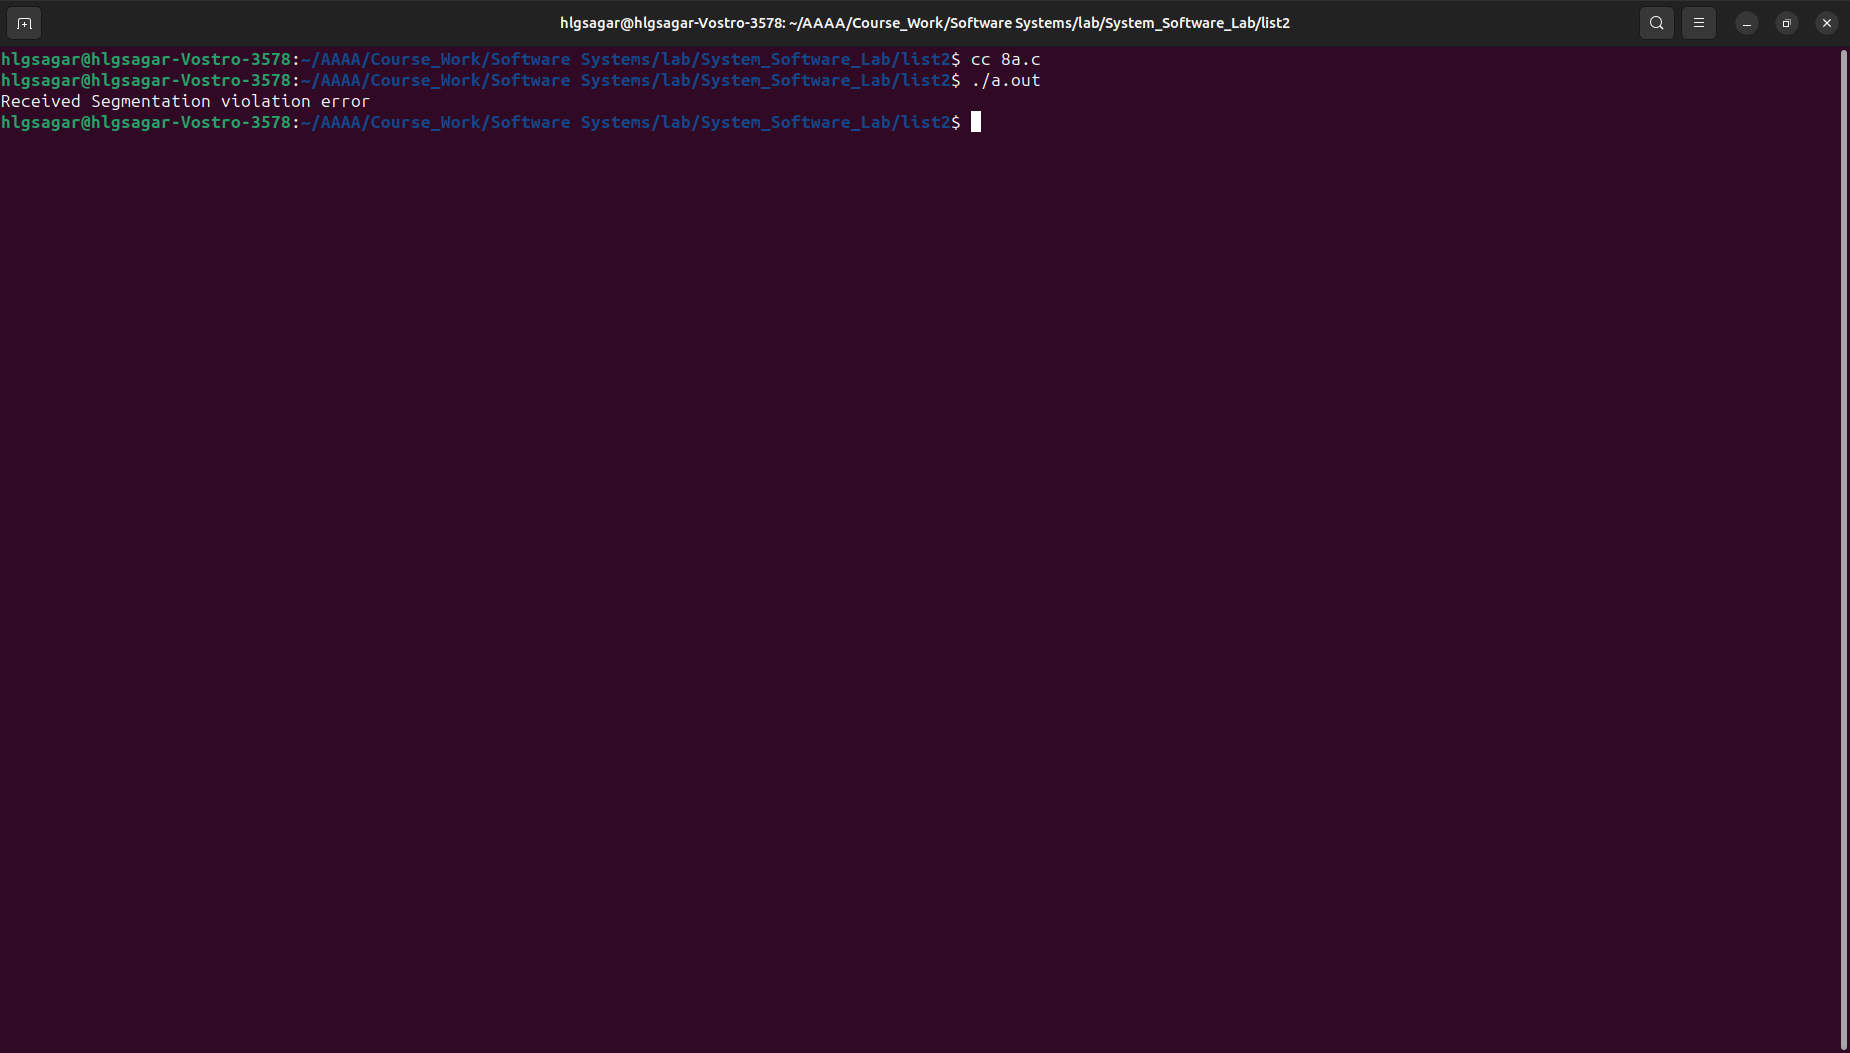 hlgsagar@hlgsagar-Vostro-3578: ~/AAAA/Course_Work/Software Systems/lab/System_Software_Lab/list2
hlgsagar@hlgsagar-Vostro-3578:~/AAAA/Course_Work/Software Systems/lab/System_Software_Lab/list2$ cc 8a.c
hlgsagar@hlgsagar-Vostro-3578:~/AAAA/Course_Work/Software Systems/lab/System_Software_Lab/list2$ ./a.out
Received Segmentation violation error
hlgsagar@hlgsagar-Vostro-3578:~/AAAA/Course_Work/Software Systems/lab/System_Software_Lab/list2$